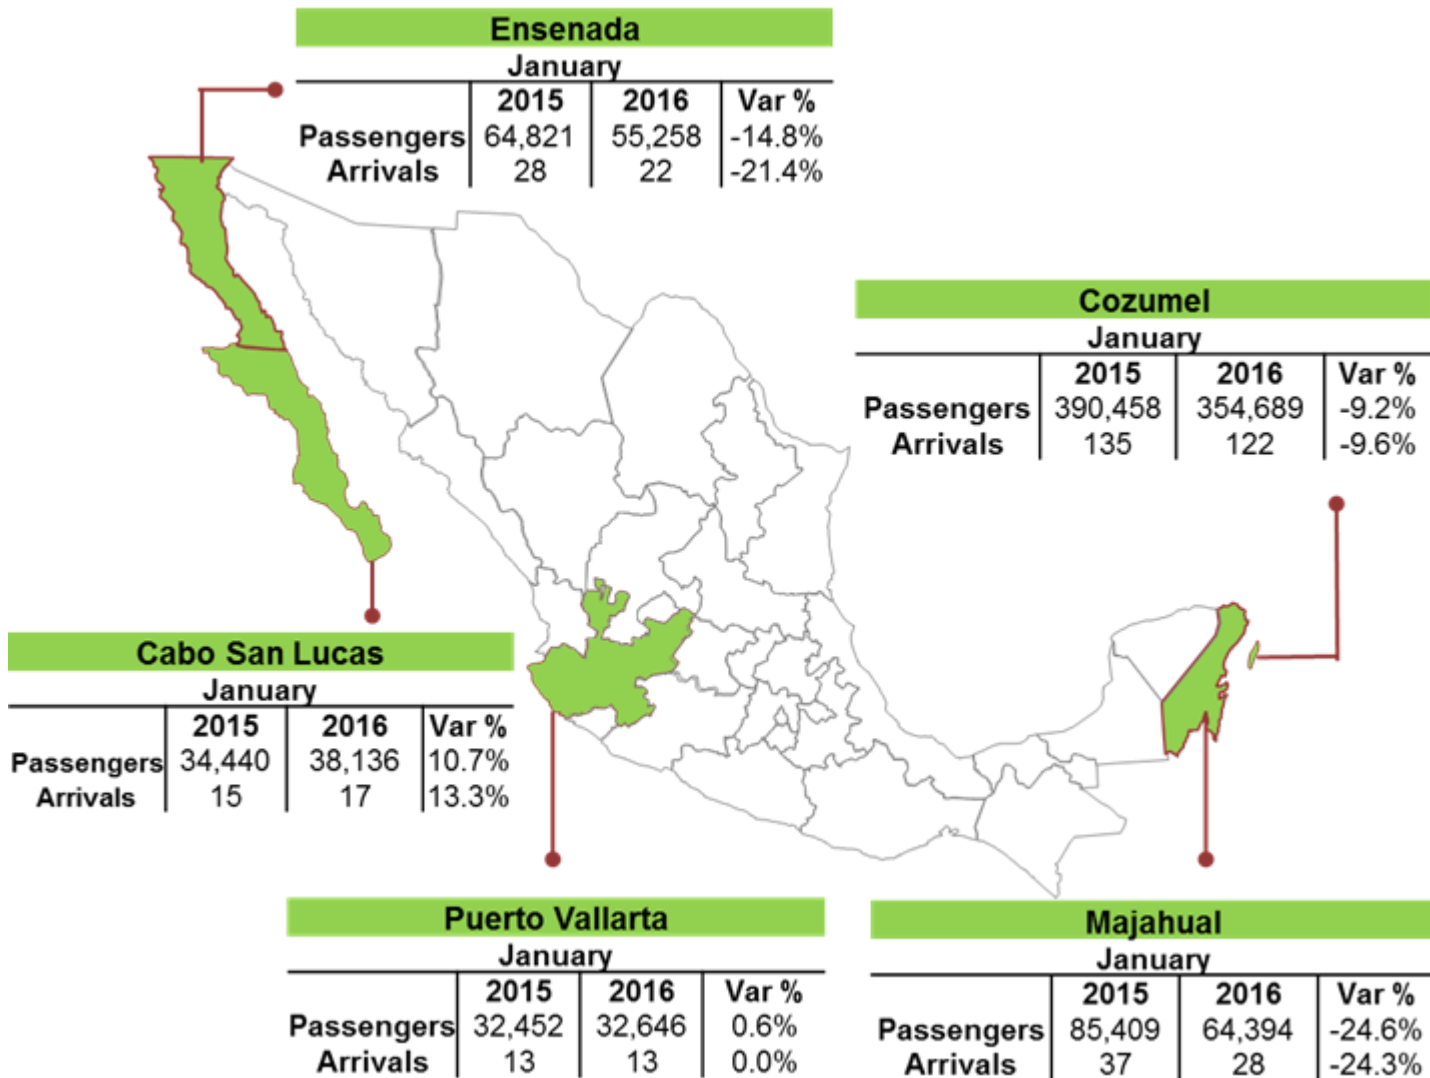 Ensenada
January
2015 2016 Var %
Passengers 64,821 55,258 -14.8%
Arrivals 28 22 -21.4%
Cozumel
January
2015 2016 Var %
Passengers 390,458 354,689 -9.2%
Arrivals 135 122 -9.6%
Cabo San Lucas
January
2015 2016 Var %
Passengers 34,440 38,136 10.7%
Arrivals 15 17 13.3%
Puerto Vallarta
January
2015 2016 Var %
Passengers 32,452 32,646 0.6%
Arrivals 13 13 0.0%
Majahual
January
2015 2016 Var %
Passengers 85,409 64,394 -24.6%
Arrivals 37 28 -24.3%